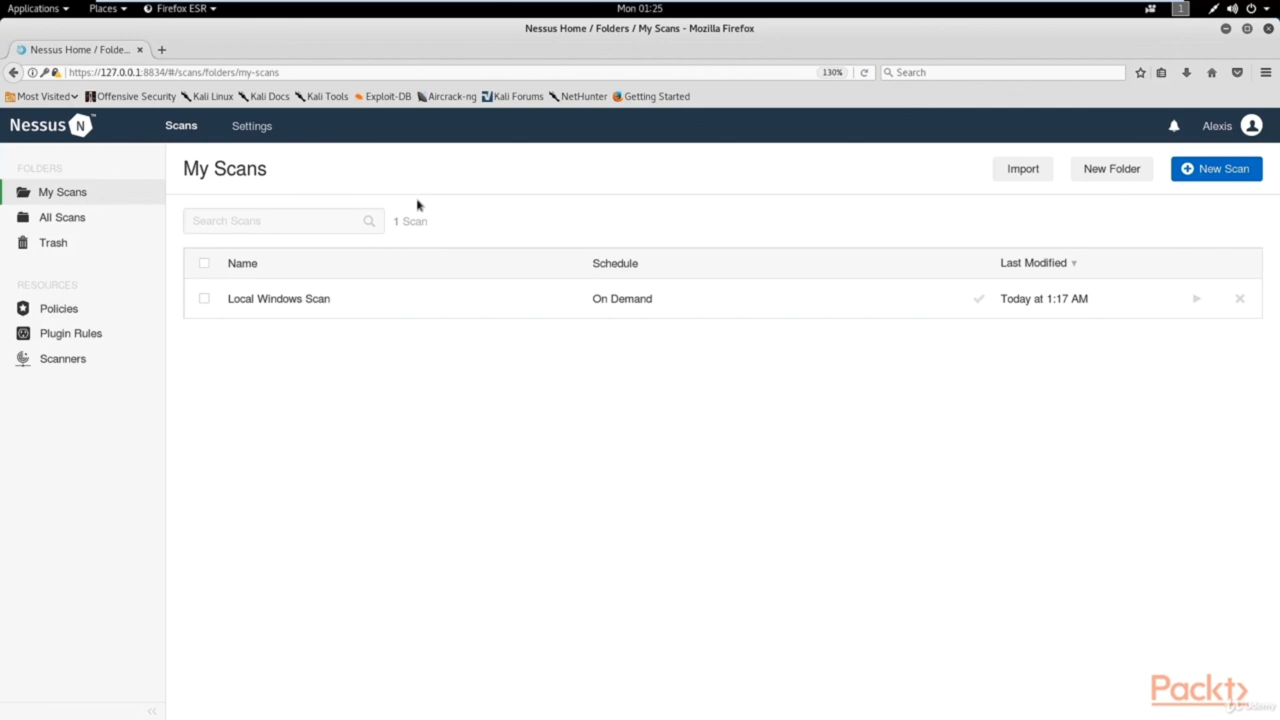 Applications Places Firefox ESR Mon 01:25 1
Nessus Home / Folders / My Scans - Mozilla Firefox
Nessus Home / Folde...
https://127.0.0.1:8834/#/scans/folders/my-scans 130% Search
Most Visited Offensive Security Kali Linux Kali Docs Kali Tools Exploit-DB Aircrack-ng Kali Forums NetHunter Getting Started
Nessus N Scans Settings Alexis
FOLDERS
My Scans
All Scans
Trash
RESOURCES
Policies
Plugin Rules
Scanners
My Scans Import New Folder New Scan
Search Scans 1 Scan
Name Schedule Last Modified
Local Windows Scan On Demand Today at 1:17 AM
Packt
Udemy